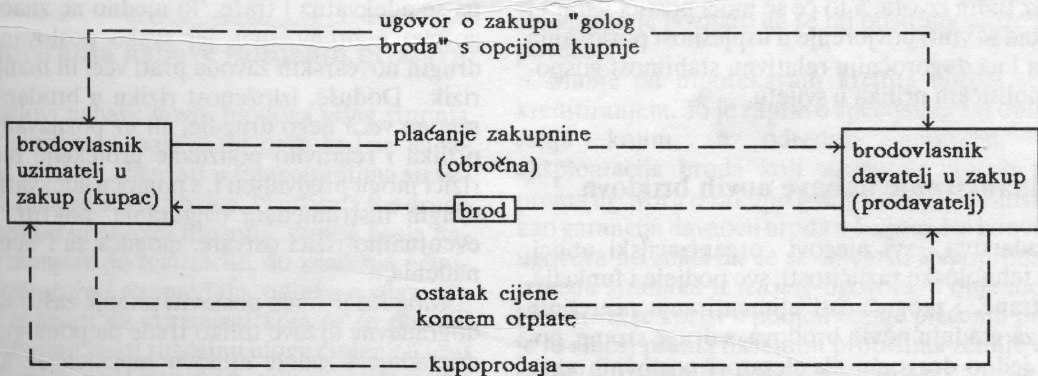 ugovor o zakupu "golog
broda" s opcijom kupnje
brodovlasnik
uzimatelj u
zakup (kupac)
plaćanje zakupnine
(obročna)
brod
brodovlasnik
davatelj u zakup
(prodavatelj)
ostatak cijene
koncem otplate
kupoprodaja